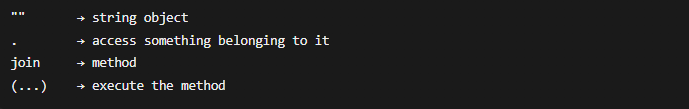 "" → string object
. → access something belonging to it
join → method
(...) → execute the method